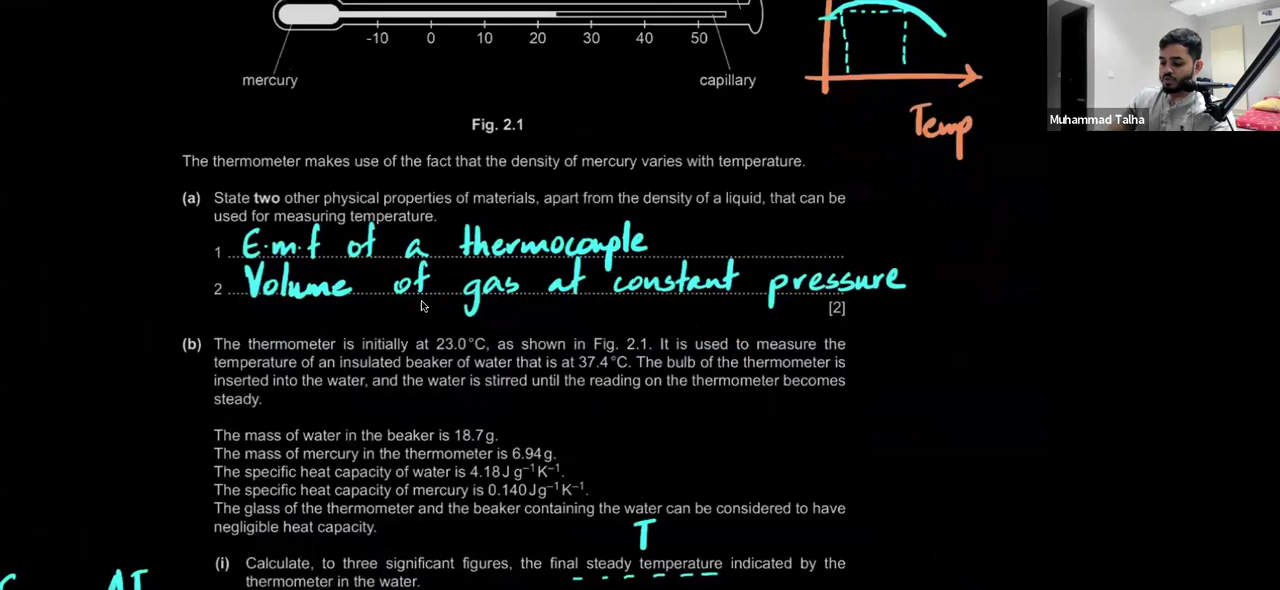 -10 0 10 20 30 40 50
mercury
capillary
Temp
Muhammad Talha
Fig. 2.1
The thermometer makes use of the fact that the density of mercury varies with temperature.
(a) State two other physical properties of materials, apart from the density of a liquid, that can be
used for measuring temperature.
1 E.m.f of a thermocouple
2 Volume of gas at constant pressure
[2]
(b) The thermometer is initially at 23.0°C, as shown in Fig. 2.1. It is used to measure the
temperature of an insulated beaker of water that is at 37.4°C. The bulb of the thermometer is
inserted into the water, and the water is stirred until the reading on the thermometer becomes
steady.
The mass of water in the beaker is 18.7g.
The mass of mercury in the thermometer is 6.94g.
The specific heat capacity of water is 4.18J g⁻¹K⁻¹.
The specific heat capacity of mercury is 0.140Jg⁻¹K⁻¹.
The glass of the thermometer and the beaker containing the water can be considered to have
negligible heat capacity.
T
(i) Calculate, to three significant figures, the final steady temperature indicated by the
thermometer in the water.